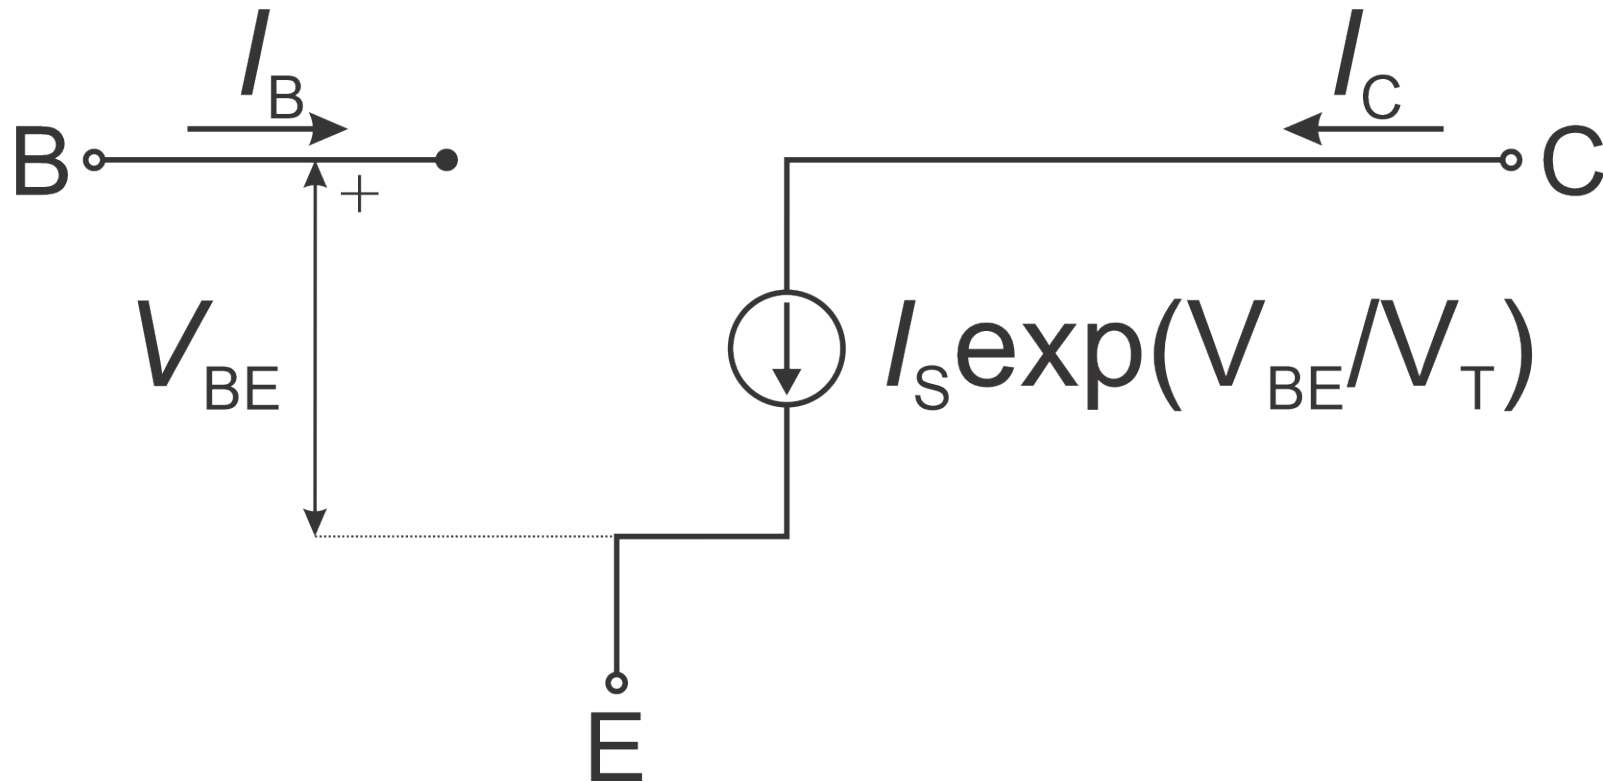 I_B
I_C
B
C
+
V_BE
I_S exp(V_BE/V_T)
E